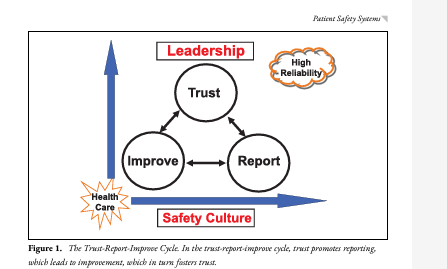 Patient Safety Systems
Leadership
High
Reliability
Trust
Improve
Report
Health
Care
Safety Culture
Figure 1. The Trust-Report-Improve Cycle. In the trust-report-improve cycle, trust promotes reporting,
which leads to improvement, which in turn fosters trust.